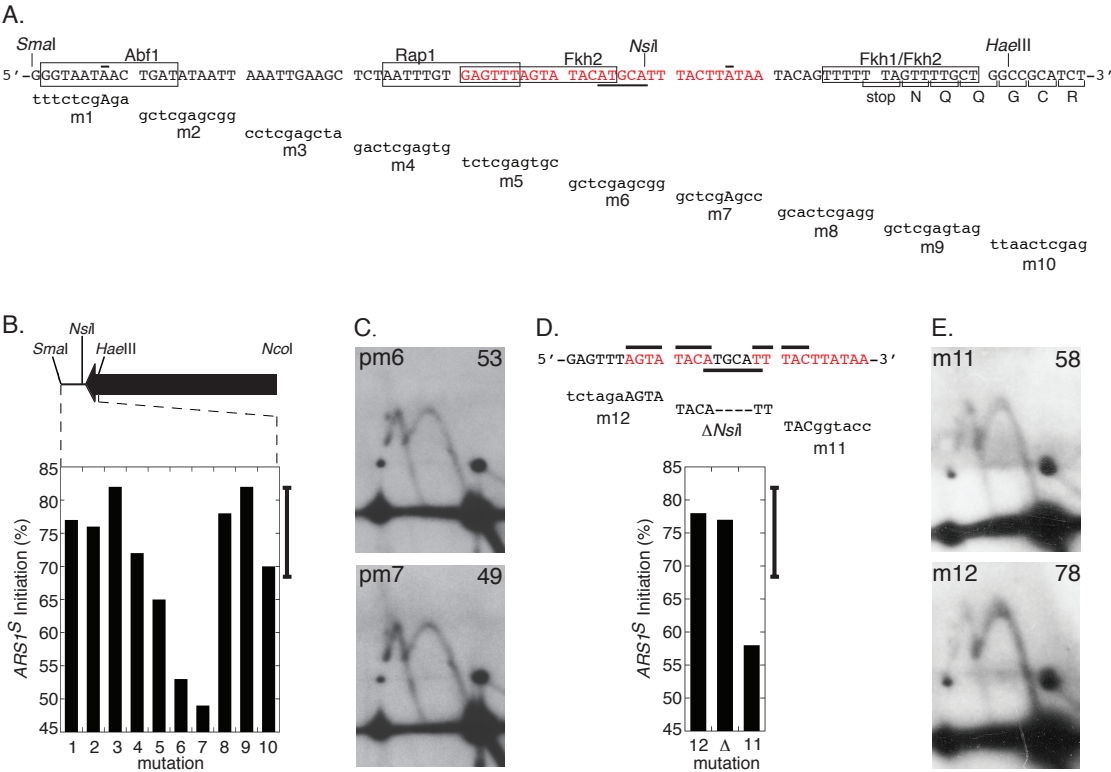 A.
SmaI
Abf1
Rap1
Fkh2
NsiI
Fkh1/Fkh2
HaeIII
5’-GGGTAATAAC TGATATAATT AAATTGAAGC TCTAATTTGT GAGTTTAGTA TACATGCATT TACTTATAA TACAGTTTTT TAGTTTTGCT GGCCGCATCT-3’
stop N Q Q G C R
tttctcgAga
m1
gctcgagcgg
m2
cctcgagcta
m3
gactcgagtg
m4
tctcgagtgc
m5
gctcgagcgg
m6
gctcgAgcc
m7
gcactcgagg
m8
gctcgagtag
m9
ttaactcgag
m10
B.
NsiI
SmaI
HaeIII
NcoI
85
80
75
70
65
60
55
50
45
ARS1S Initiation (%)
1 2 3 4 5 6 7 8 9 10
mutation
C.
pm6 53
pm7 49
D.
5’-GAGTTTAGTA TACATGCATT TACTTATAA-3’
tctagaAGTA
m12
TACA----TT
ΔNsiI
TACggtacc
m11
85
80
75
70
65
60
55
50
45
ARS1S Initiation (%)
12 Δ 11
mutation
E.
m11 58
m12 78